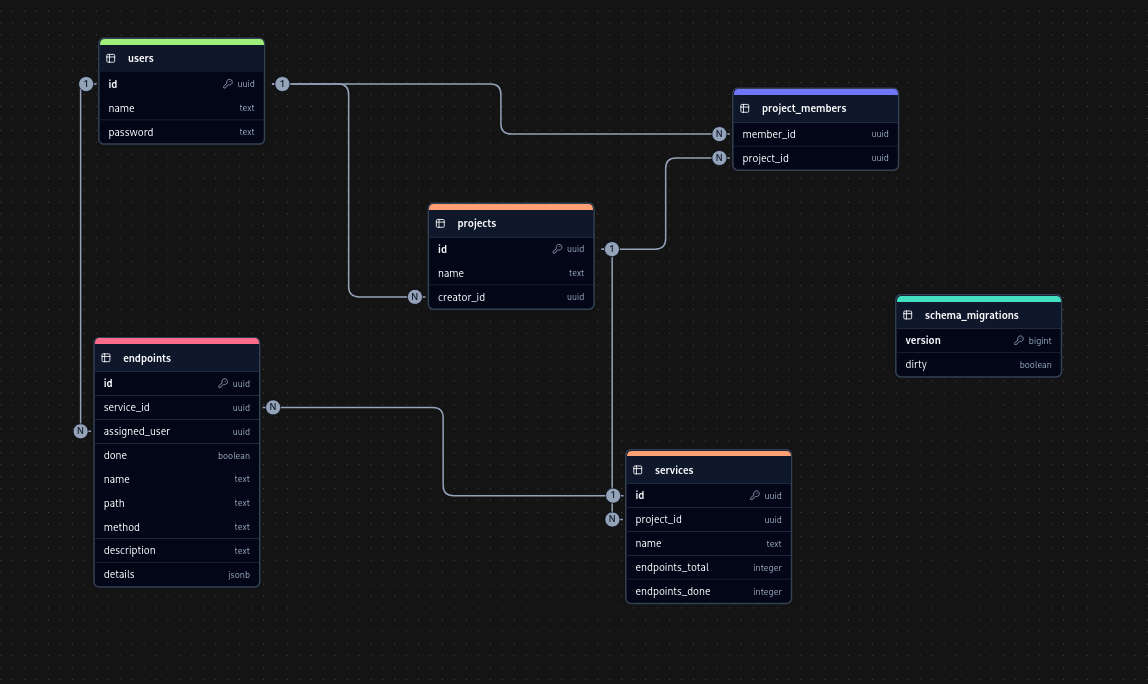 users
1 id uuid 1
name text
password text
project_members
N member_id uuid
N project_id uuid
projects
id uuid 1
name text
N creator_id uuid
schema_migrations
version bigint
dirty boolean
endpoints
id uuid
service_id uuid N
N assigned_user uuid
done boolean
name text
path text
method text
description text
details jsonb
services
1 id uuid
N project_id uuid
name text
endpoints_total integer
endpoints_done integer